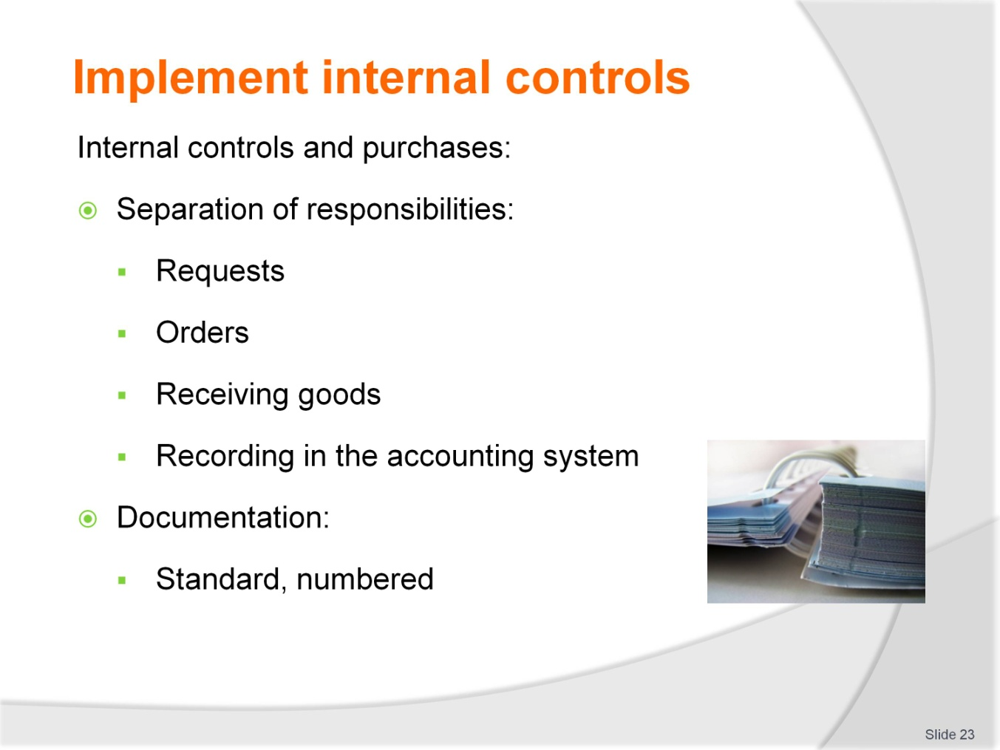 Implement internal controls
Internal controls and purchases:
Separation of responsibilities:
Requests
Orders
Receiving goods
Recording in the accounting system
Documentation:
Standard, numbered
Slide 23